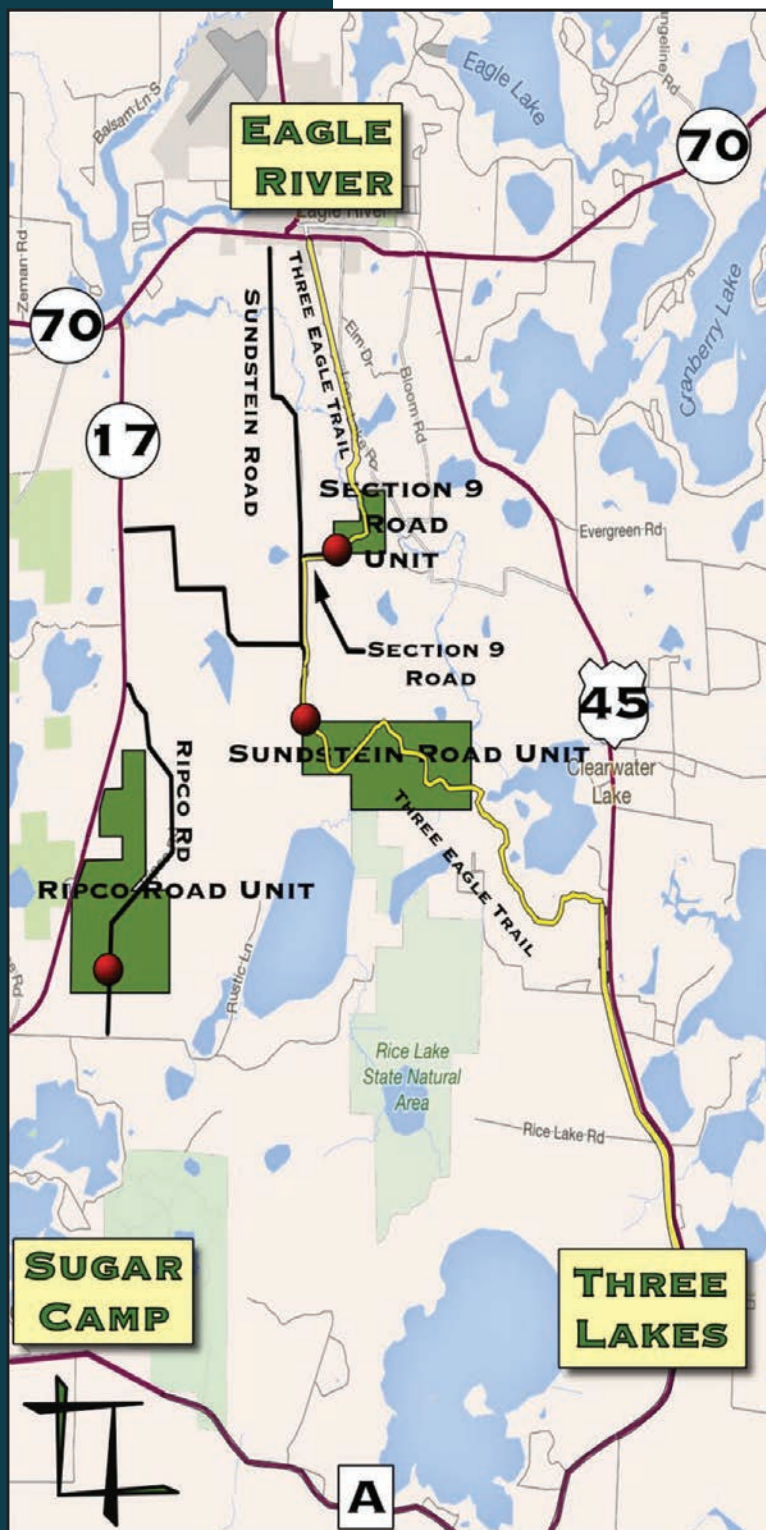 Balsam Ln S
Eagle Lake
angeline Rd
70
EAGLE
RIVER
Eagle River
Zeman Rd
70
Cranberry Lake
THREE EAGLE TRAIL
SUNDSTEIN ROAD
Elm Dr
Bloom Rd
17
SECTION 9
ROAD
UNIT
Evergreen Rd
SECTION 9
ROAD
45
SUNDSTEIN ROAD UNIT
Clearwater
Lake
RIPCO RD
THREE EAGLE TRAIL
RIPCO ROAD UNIT
Rustic Ln
Rice Lake
State Natural
Area
Rice Lake Rd
SUGAR
CAMP
THREE
LAKES
A